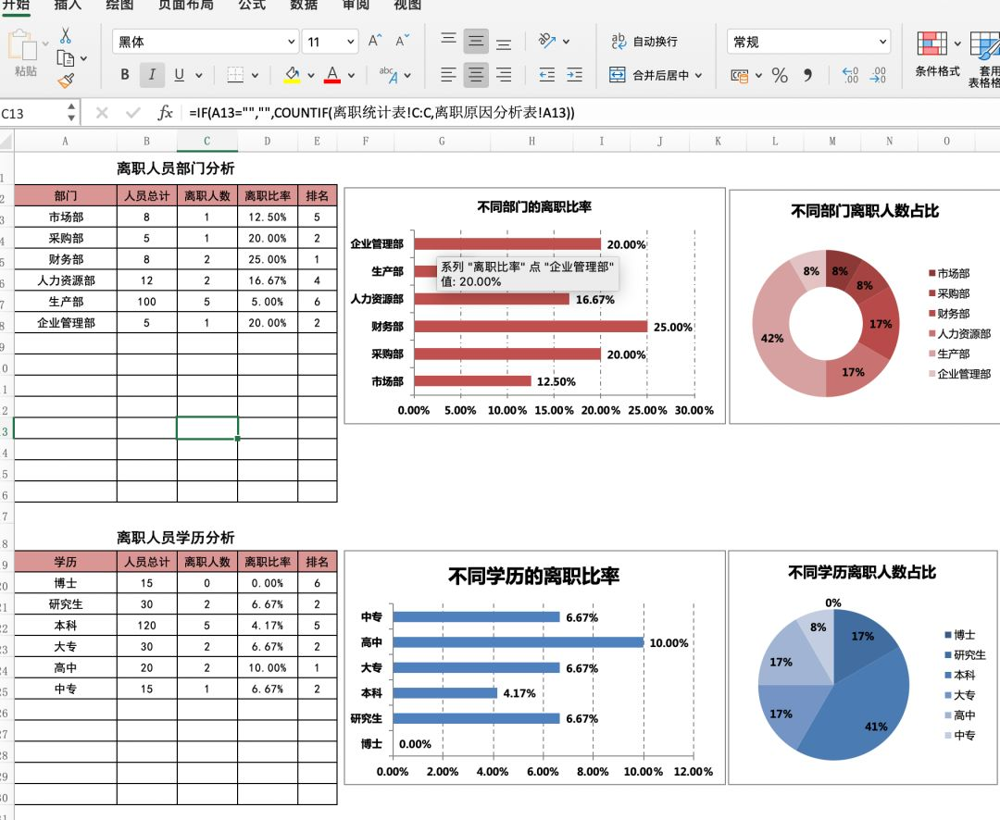 开始 插入 绘图 页面布局 公式 数据 审阅 视图
粘贴 黑体 11 A^ A˅ ab c 自动换行 常规
B I U A abc A 合并后居中 % 条件格式 套用
表格格
C13 fx =IF(A13="","",COUNTIF(离职统计表!C:C,离职原因分析表!A13))
A B C D E F G H I J K L M N O
离职人员部门分析
部门 人员总计 离职人数 离职比率 排名
市场部 8 1 12.50% 5
采购部 5 1 20.00% 2
财务部 8 2 25.00% 1
人力资源部 12 2 16.67% 4
生产部 100 5 5.00% 6
企业管理部 5 1 20.00% 2
不同部门的离职比率
企业管理部 20.00%
生产部
系列 "离职比率" 点 "企业管理部"
值: 20.00%
人力资源部 16.67%
财务部 25.00%
采购部 20.00%
市场部 12.50%
0.00% 5.00% 10.00% 15.00% 20.00% 25.00% 30.00%
不同部门离职人数占比
8% 8%
8%
17%
42%
17%
市场部
采购部
财务部
人力资源部
生产部
企业管理部
离职人员学历分析
学历 人员总计 离职人数 离职比率 排名
博士 15 0 0.00% 6
研究生 30 2 6.67% 2
本科 120 5 4.17% 5
大专 30 2 6.67% 2
高中 20 2 10.00% 1
中专 15 1 6.67% 2
不同学历的离职比率
中专 6.67%
高中 10.00%
大专 6.67%
本科 4.17%
研究生 6.67%
博士 0.00%
0.00% 2.00% 4.00% 6.00% 8.00% 10.00% 12.00%
不同学历离职人数占比
0%
8% 17%
17%
17%
41%
博士
研究生
本科
大专
高中
中专